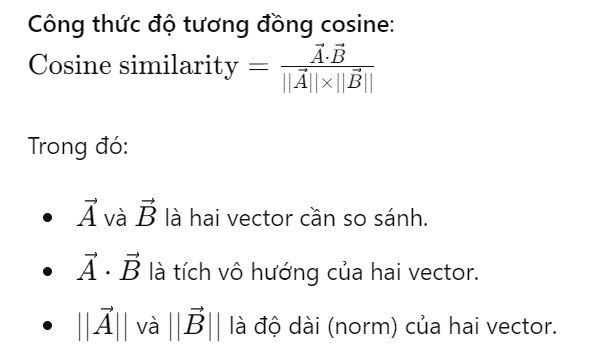 Công thức độ tương đồng cosine:
Cosine similarity = \frac{\vec{A}\cdot\vec{B}}{||\vec{A}||\times||\vec{B}||}
Trong đó:
• \vec{A} và \vec{B} là hai vector cần so sánh.
• \vec{A} \cdot \vec{B} là tích vô hướng của hai vector.
• ||\vec{A}|| và ||\vec{B}|| là độ dài (norm) của hai vector.